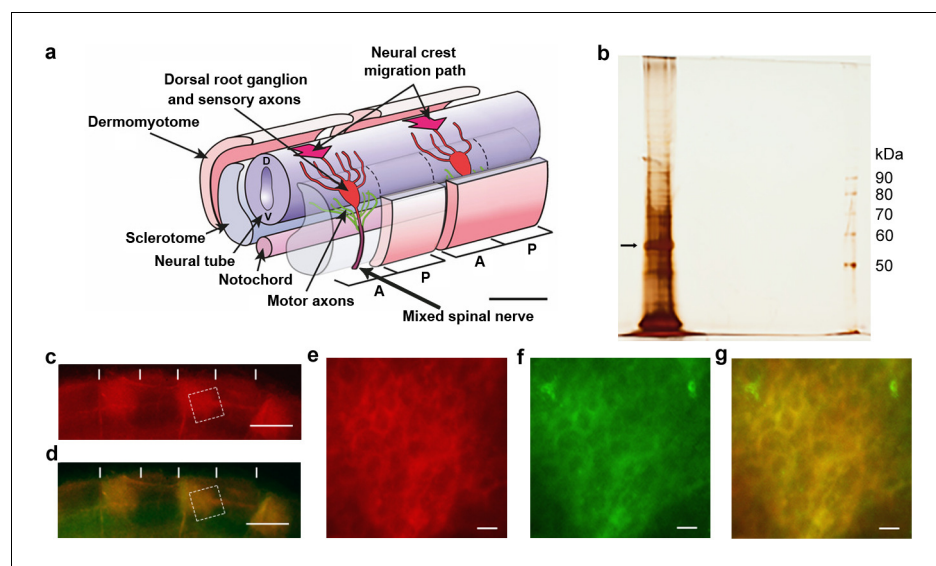 a
Neural crest
migration path
Dorsal root ganglion
and sensory axons
Dermomyotome
D
V
Sclerotome
Neural tube
Notochord
Motor axons
A
P
A
P
Mixed spinal nerve
b
kDa
90
80
70
60
50
c
d
e
f
g